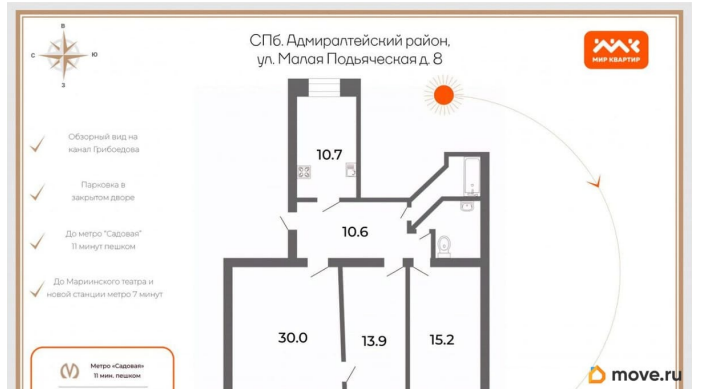 СПб. Адмиралтейский район,
ул. Малая Подьяческая д. 8
МИР КВАРТИР
В
С
Ю
З
Обзорный вид на
канал Грибоедова
Парковка в
закрытом дворе
До метро "Садовая"
11 минут пешком
До Мариинского театра и
новой станции метро 7 минут
Метро «Садовая»
11 мин. пешком
10.7
10.6
30.0
13.9
15.2
move.ru